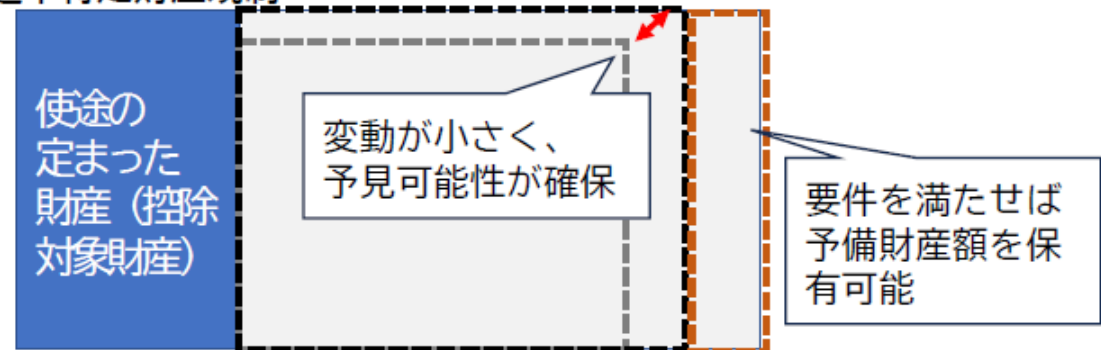 使途の
定まった
財産（控除
対象財産）
変動が小さく、
予見可能性が確保
要件を満たせば
予備財産額を保
有可能